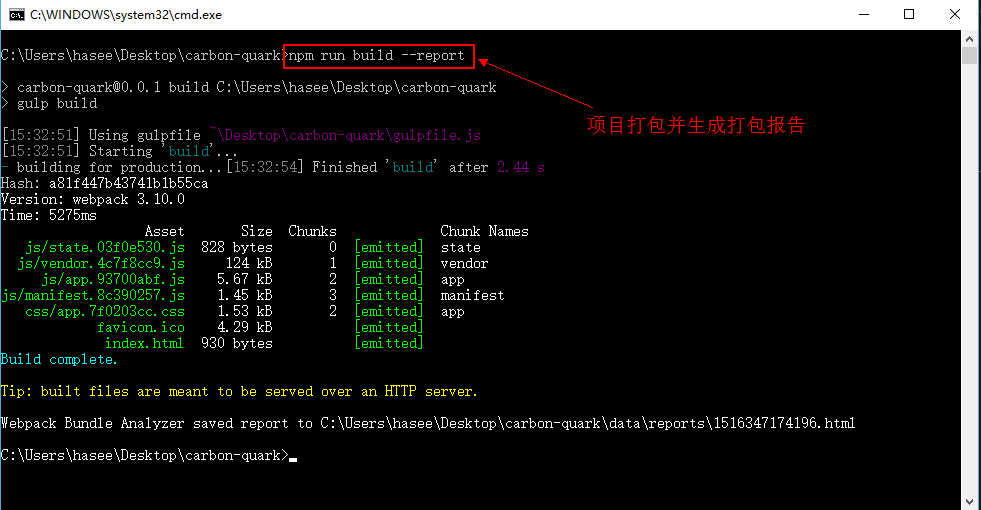 C:\WINDOWS\system32\cmd.exe
C:\Users\hasee\Desktop\carbon-quark>npm run build --report
> carbon-quark@0.0.1 build C:\Users\hasee\Desktop\carbon-quark
> gulp build
项目打包并生成打包报告
[15:32:51] Using gulpfile ~\Desktop\carbon-quark\gulpfile.js
[15:32:51] Starting 'build'...
- building for production...[15:32:54] Finished 'build' after 2.44 s
Hash: a81f447b43741b1b55ca
Version: webpack 3.10.0
Time: 5275ms
Asset Size Chunks Chunk Names
js/state.03f0e530.js 828 bytes 0 [emitted] state
js/vendor.4c7f8cc9.js 124 kB 1 [emitted] vendor
js/app.93700abf.js 5.67 kB 2 [emitted] app
js/manifest.8c390257.js 1.45 kB 3 [emitted] manifest
css/app.7f0203cc.css 1.53 kB 2 [emitted] app
favicon.ico 4.29 kB [emitted]
index.html 930 bytes [emitted]
Build complete.
Tip: built files are meant to be served over an HTTP server.
Webpack Bundle Analyzer saved report to C:\Users\hasee\Desktop\carbon-quark\data\reports\1516347174196.html
C:\Users\hasee\Desktop\carbon-quark>